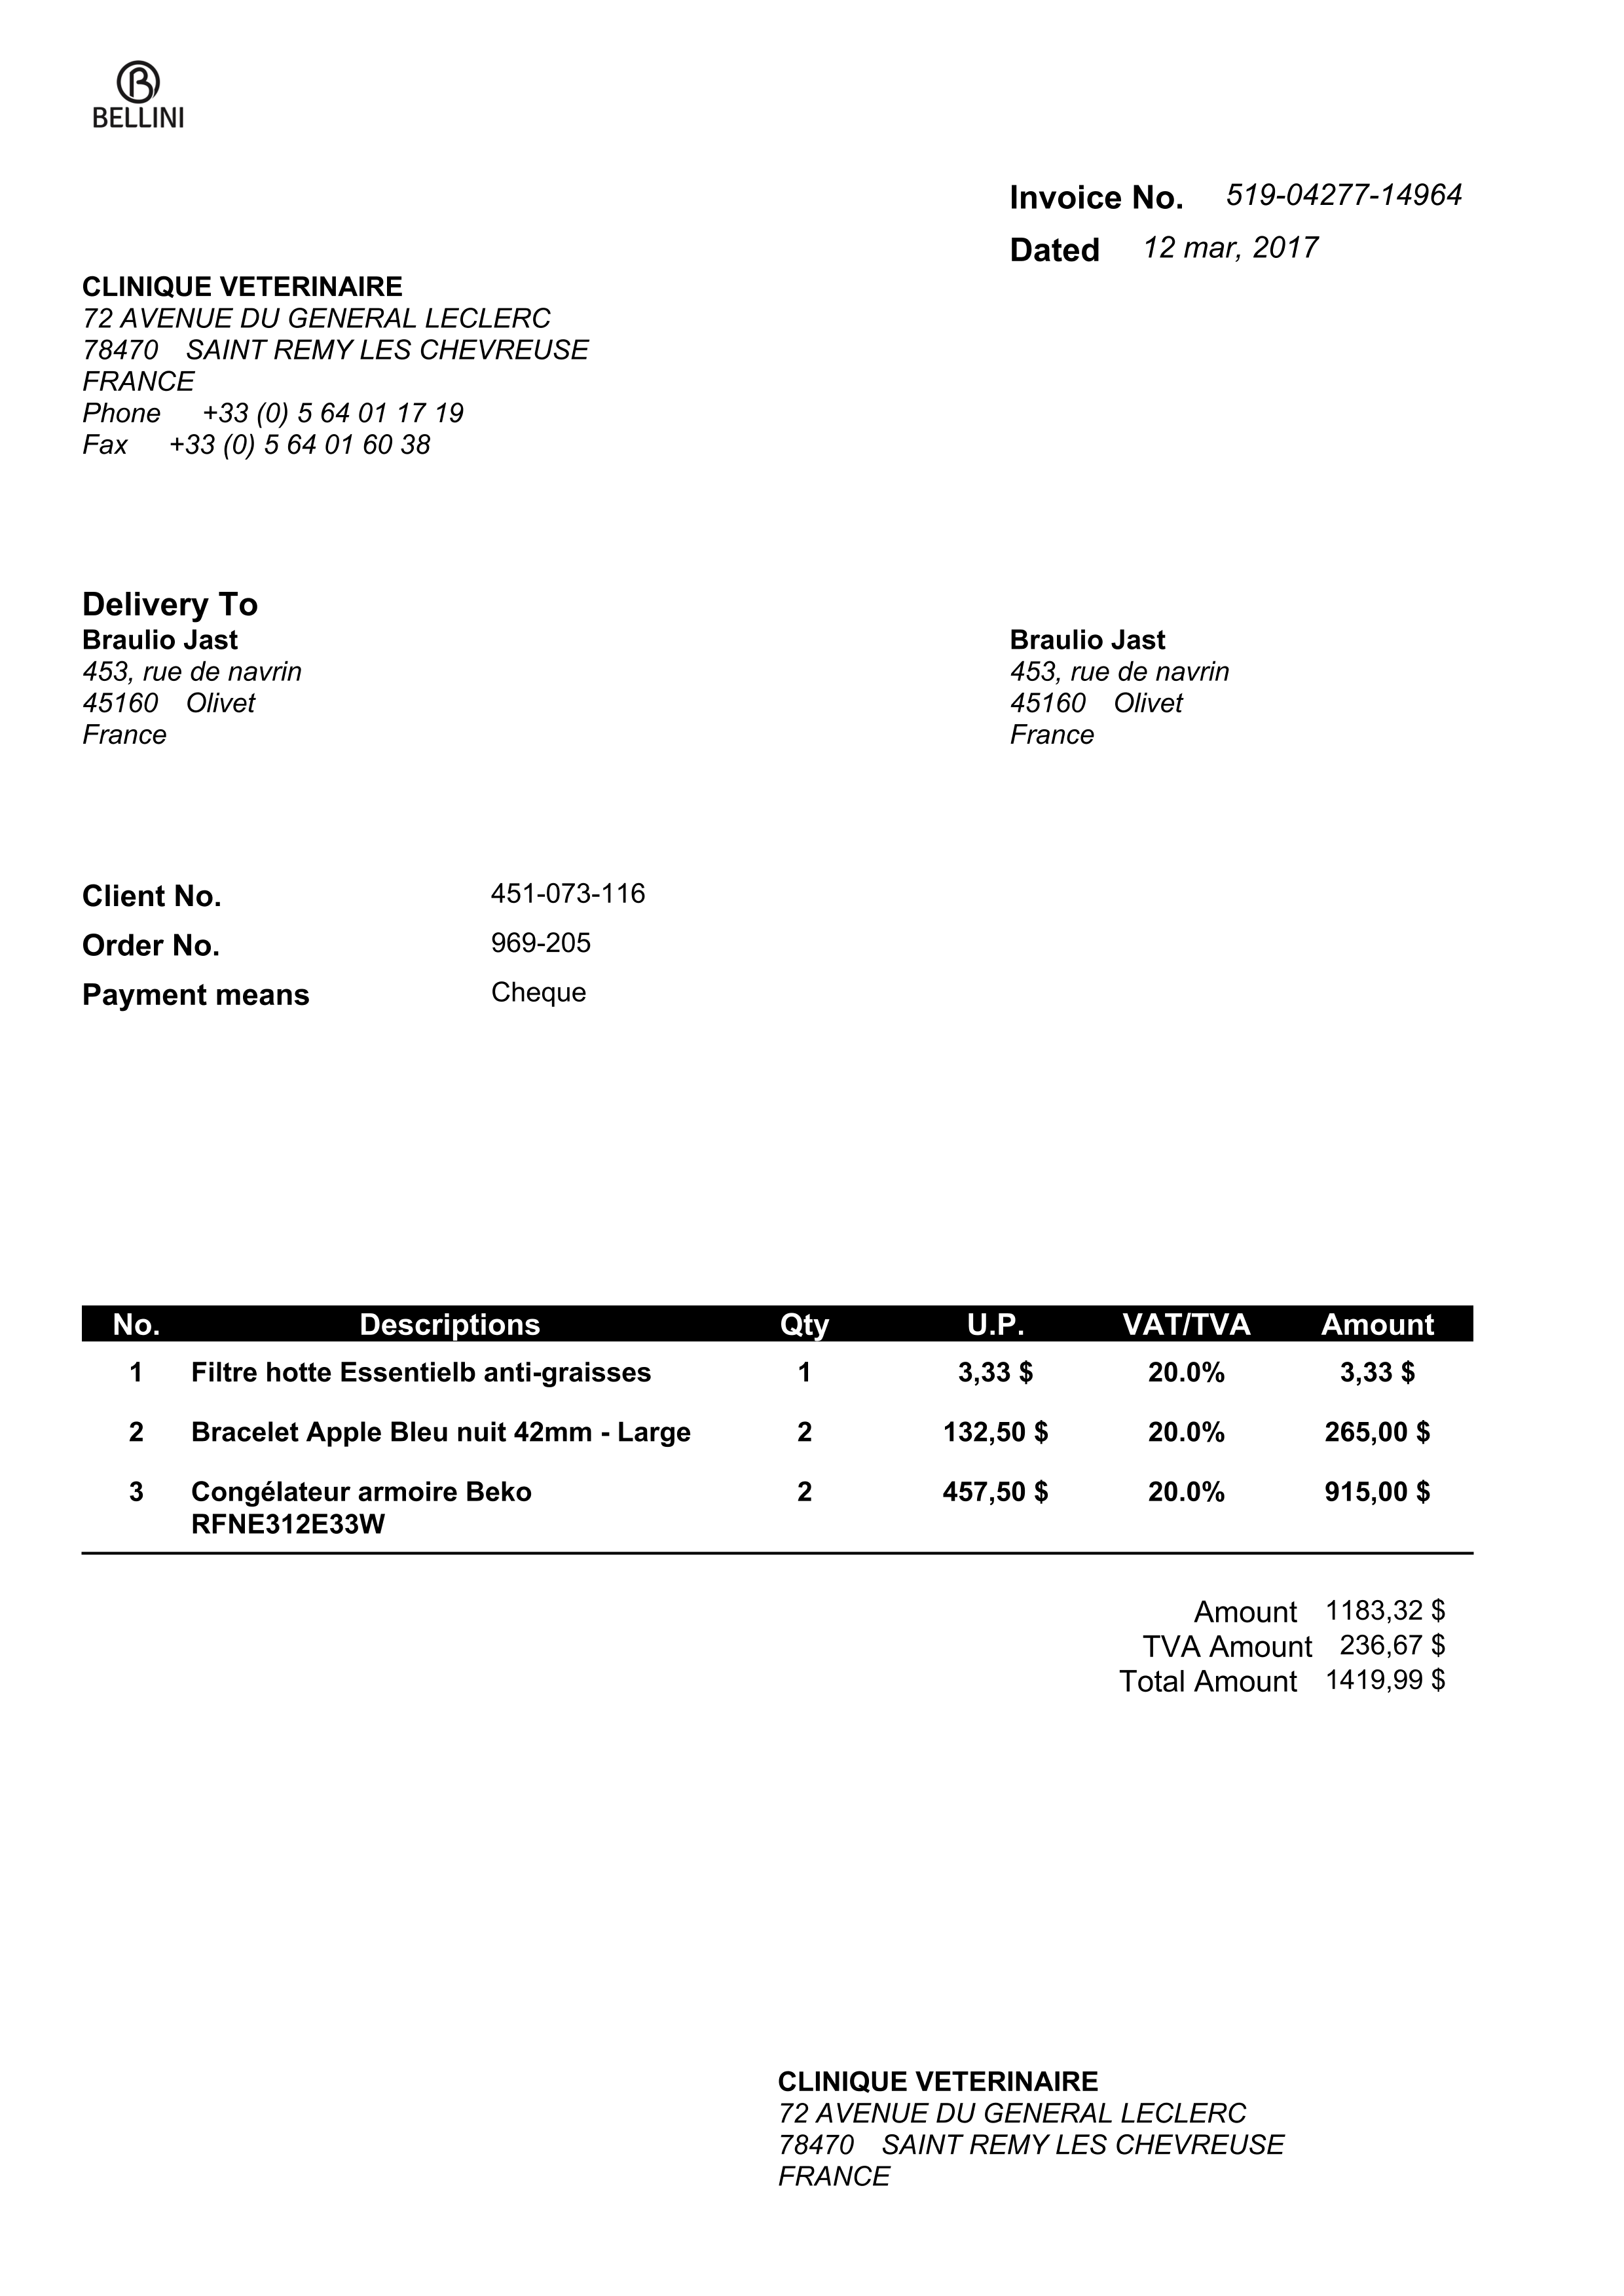 BELLINI
Invoice No. 519-04277-14964
Dated 12 mar, 2017
CLINIQUE VETERINAIRE
72 AVENUE DU GENERAL LECLERC
78470 SAINT REMY LES CHEVREUSE
FRANCE
Phone +33 (0) 5 64 01 17 19
Fax +33 (0) 5 64 01 60 38
Delivery To
Braulio Jast
453, rue de navrin
45160 Olivet
France
Braulio Jast
453, rue de navrin
45160 Olivet
France
Client No. 451-073-116
Order No. 969-205
Payment means Cheque
No. Descriptions Qty U.P. VAT/TVA Amount
1 Filtre hotte Essentielb anti-graisses 1 3,33 $ 20.0% 3,33 $
2 Bracelet Apple Bleu nuit 42mm - Large 2 132,50 $ 20.0% 265,00 $
3 Congélateur armoire Beko 2 457,50 $ 20.0% 915,00 $
RFNE312E33W
Amount 1183,32 $
TVA Amount 236,67 $
Total Amount 1419,99 $
CLINIQUE VETERINAIRE
72 AVENUE DU GENERAL LECLERC
78470 SAINT REMY LES CHEVREUSE
FRANCE